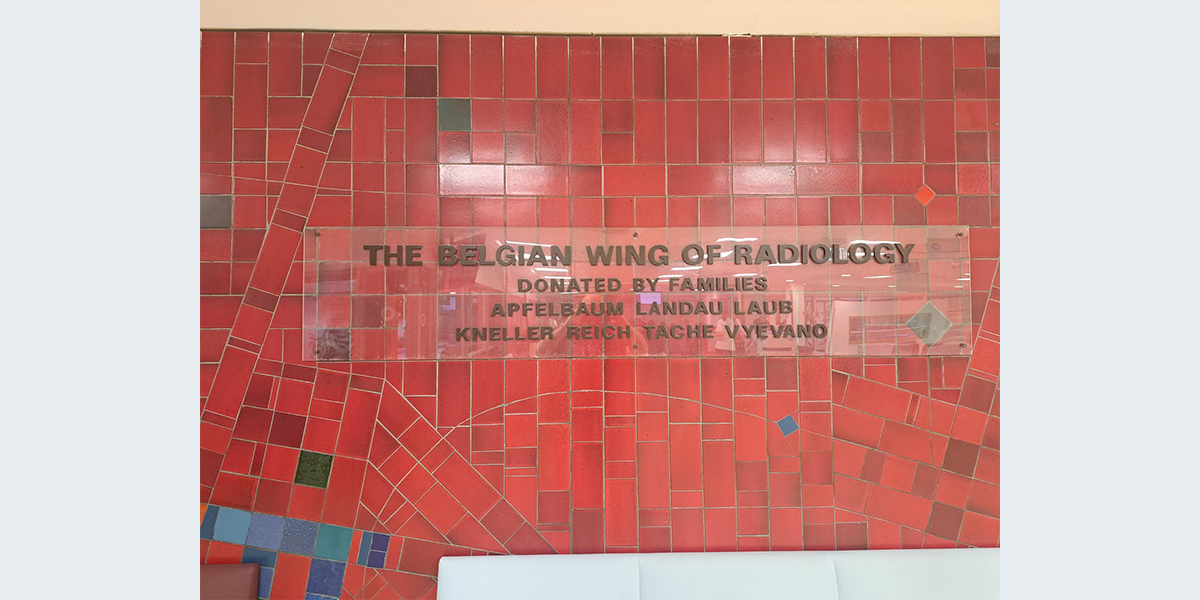 THE BELGIAN WING OF RADIOLOGY
DONATED BY FAMILIES
APFELBAUM LANDAU LAUB
KNELLER REICH TACHE VYEVANO